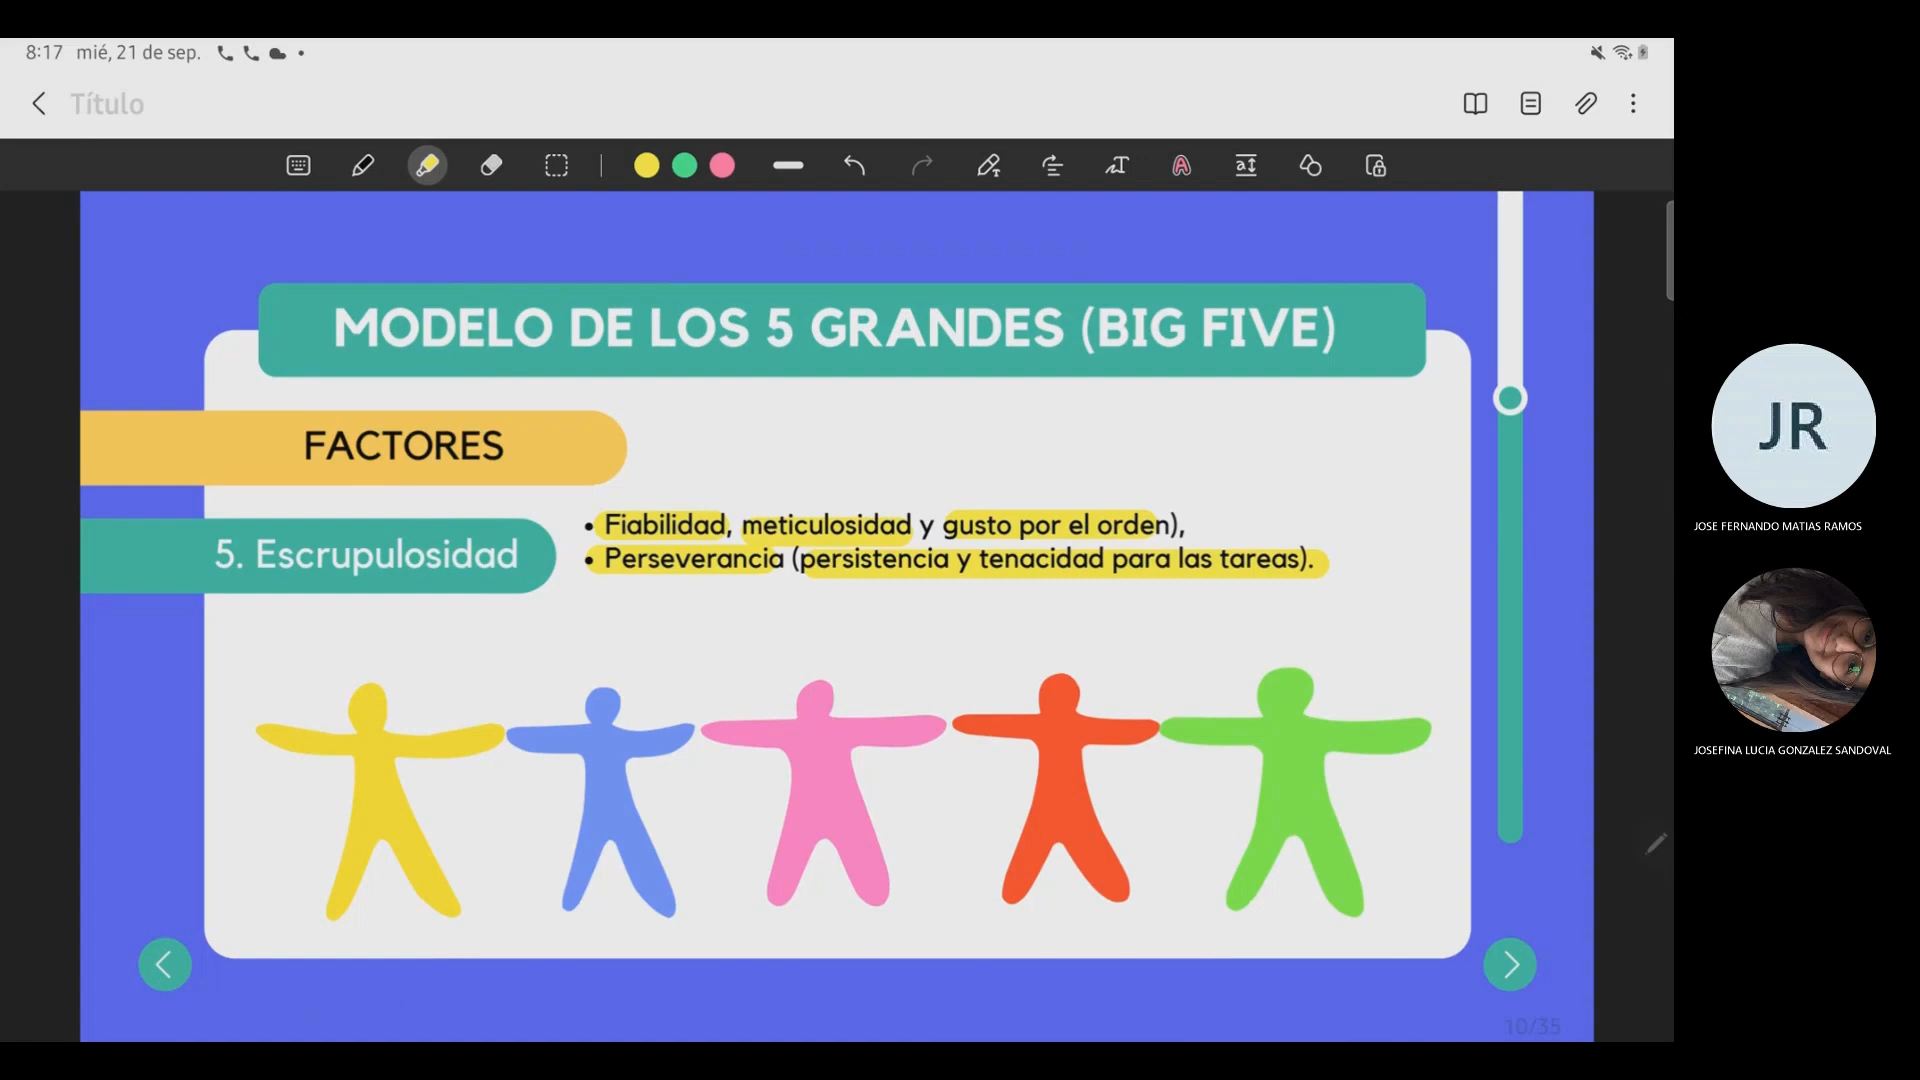 8:17 mié, 21 de sep.
Título
MODELO DE LOS 5 GRANDES (BIG FIVE)
FACTORES
5. Escrupulosidad
• Fiabilidad, meticulosidad y gusto por el orden),
• Perseverancia (persistencia y tenacidad para las tareas).
10/35
JR
JOSE FERNANDO MATIAS RAMOS
JOSEFINA LUCIA GONZALEZ SANDOVAL